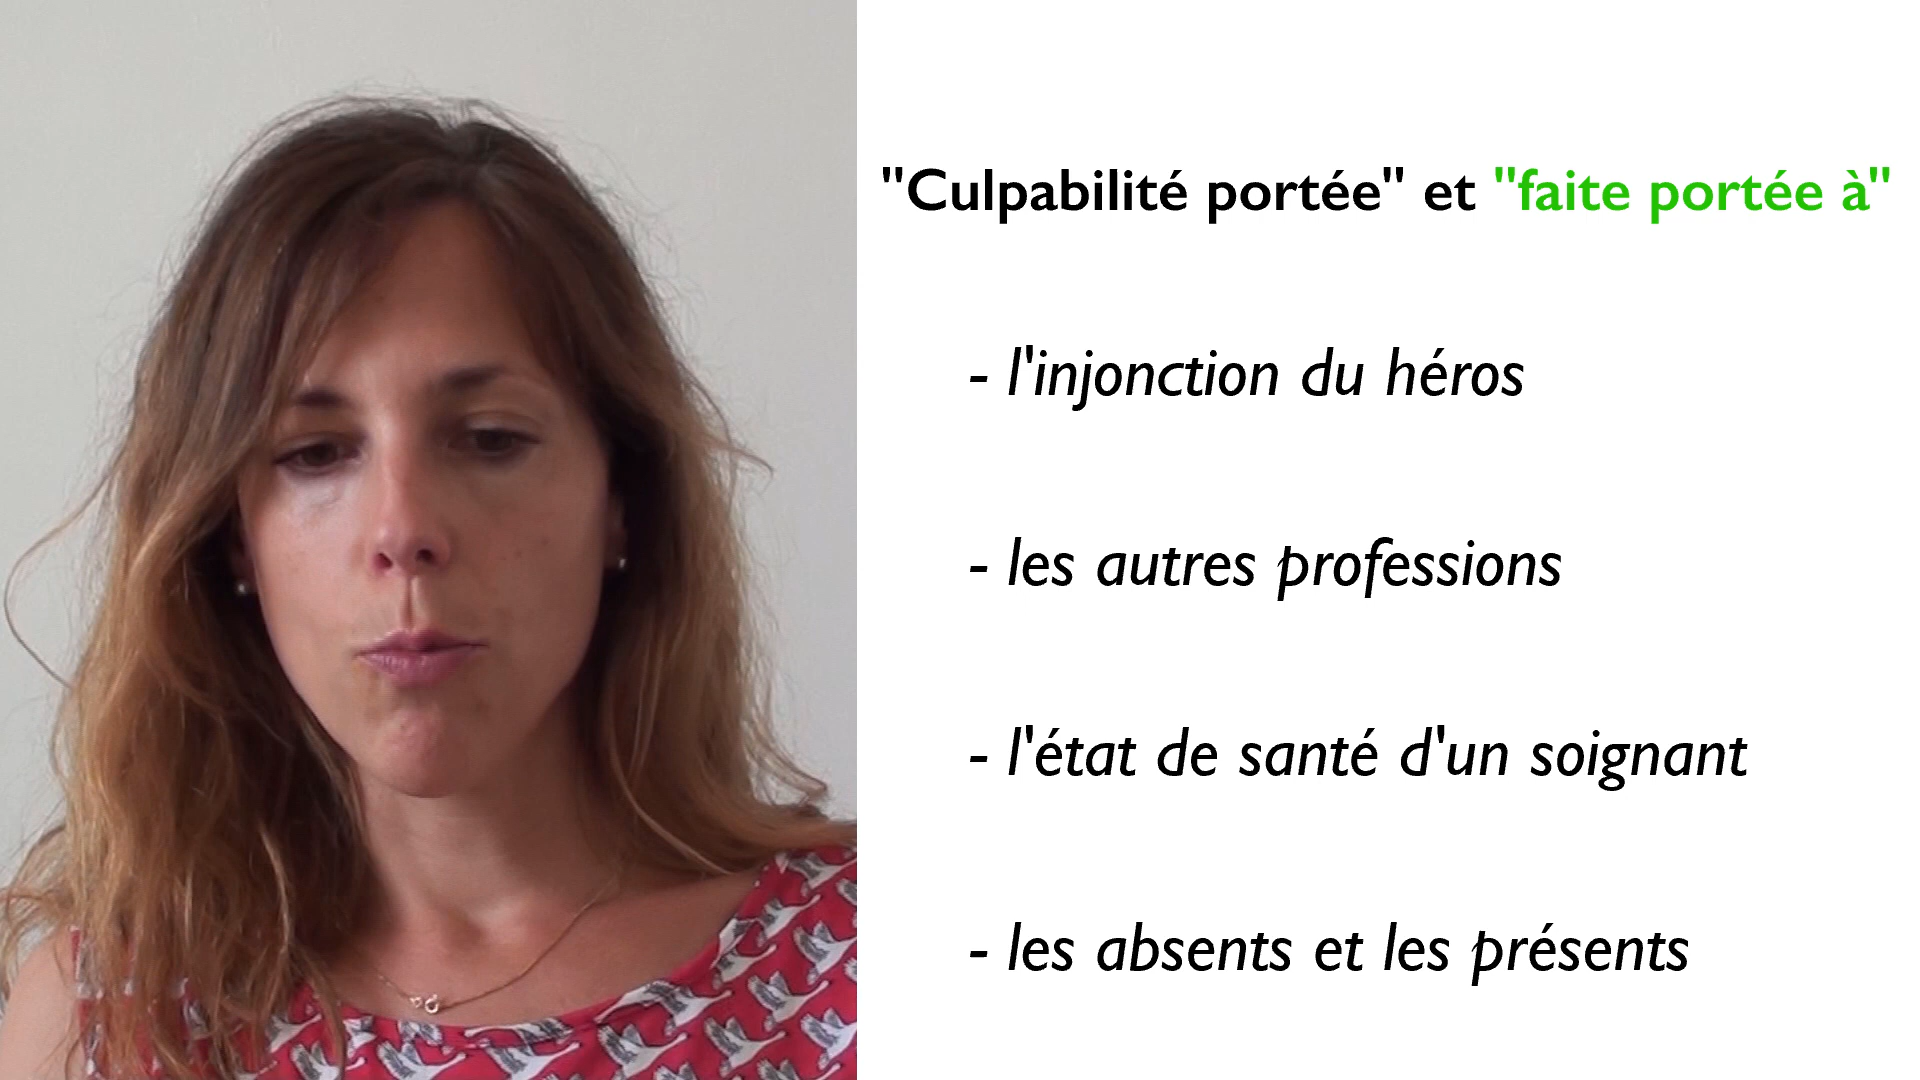 "Culpabilité portée" et "faite portée à"
- l'injonction du héros
- les autres professions
- l'état de santé d'un soignant
- les absents et les présents